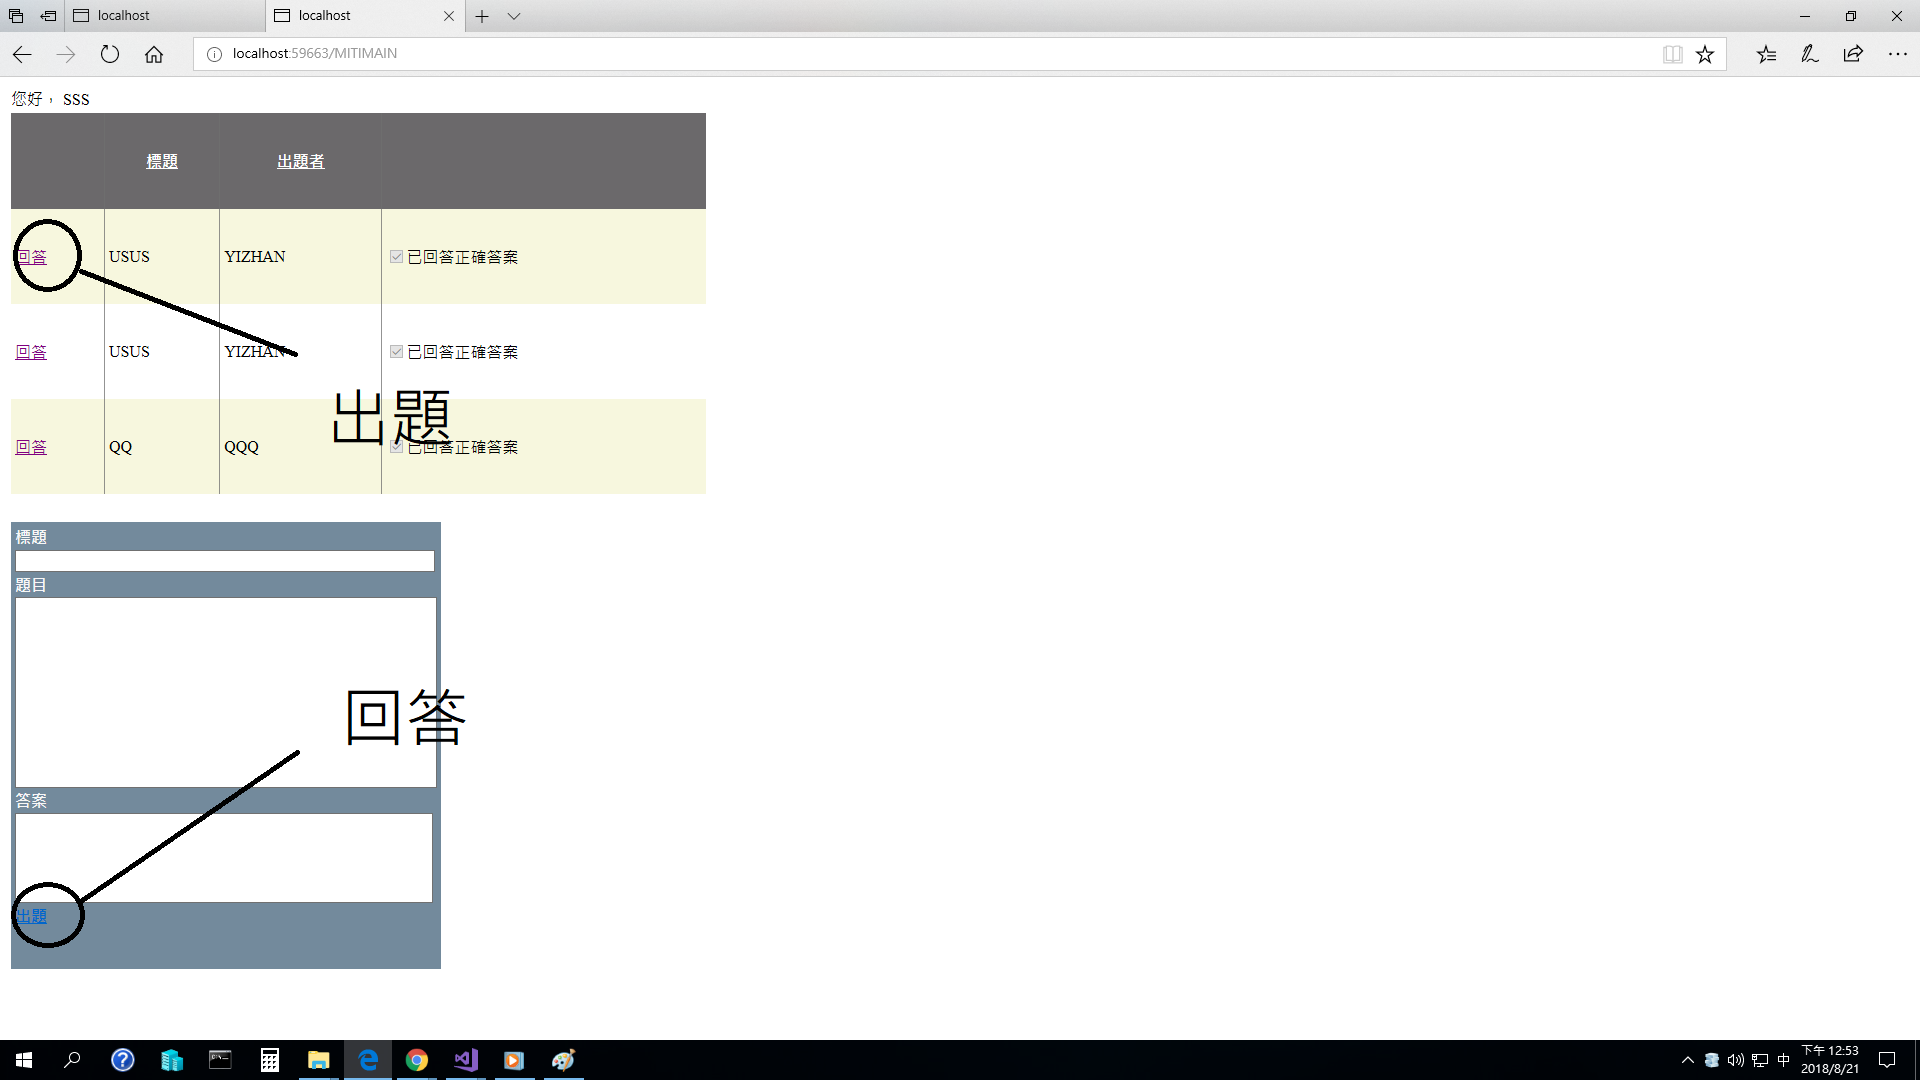 localhost
localhost
localhost:59663/MITIMAIN
您好， SSS
標題 出題者
回答 USUS YIZHAN 已回答正確答案
回答 USUS YIZHAN 已回答正確答案
出題
回答 QQ QQQ 已回答正確答案
標題
題目
回答
答案
出題
中
下午 12:53
2018/8/21